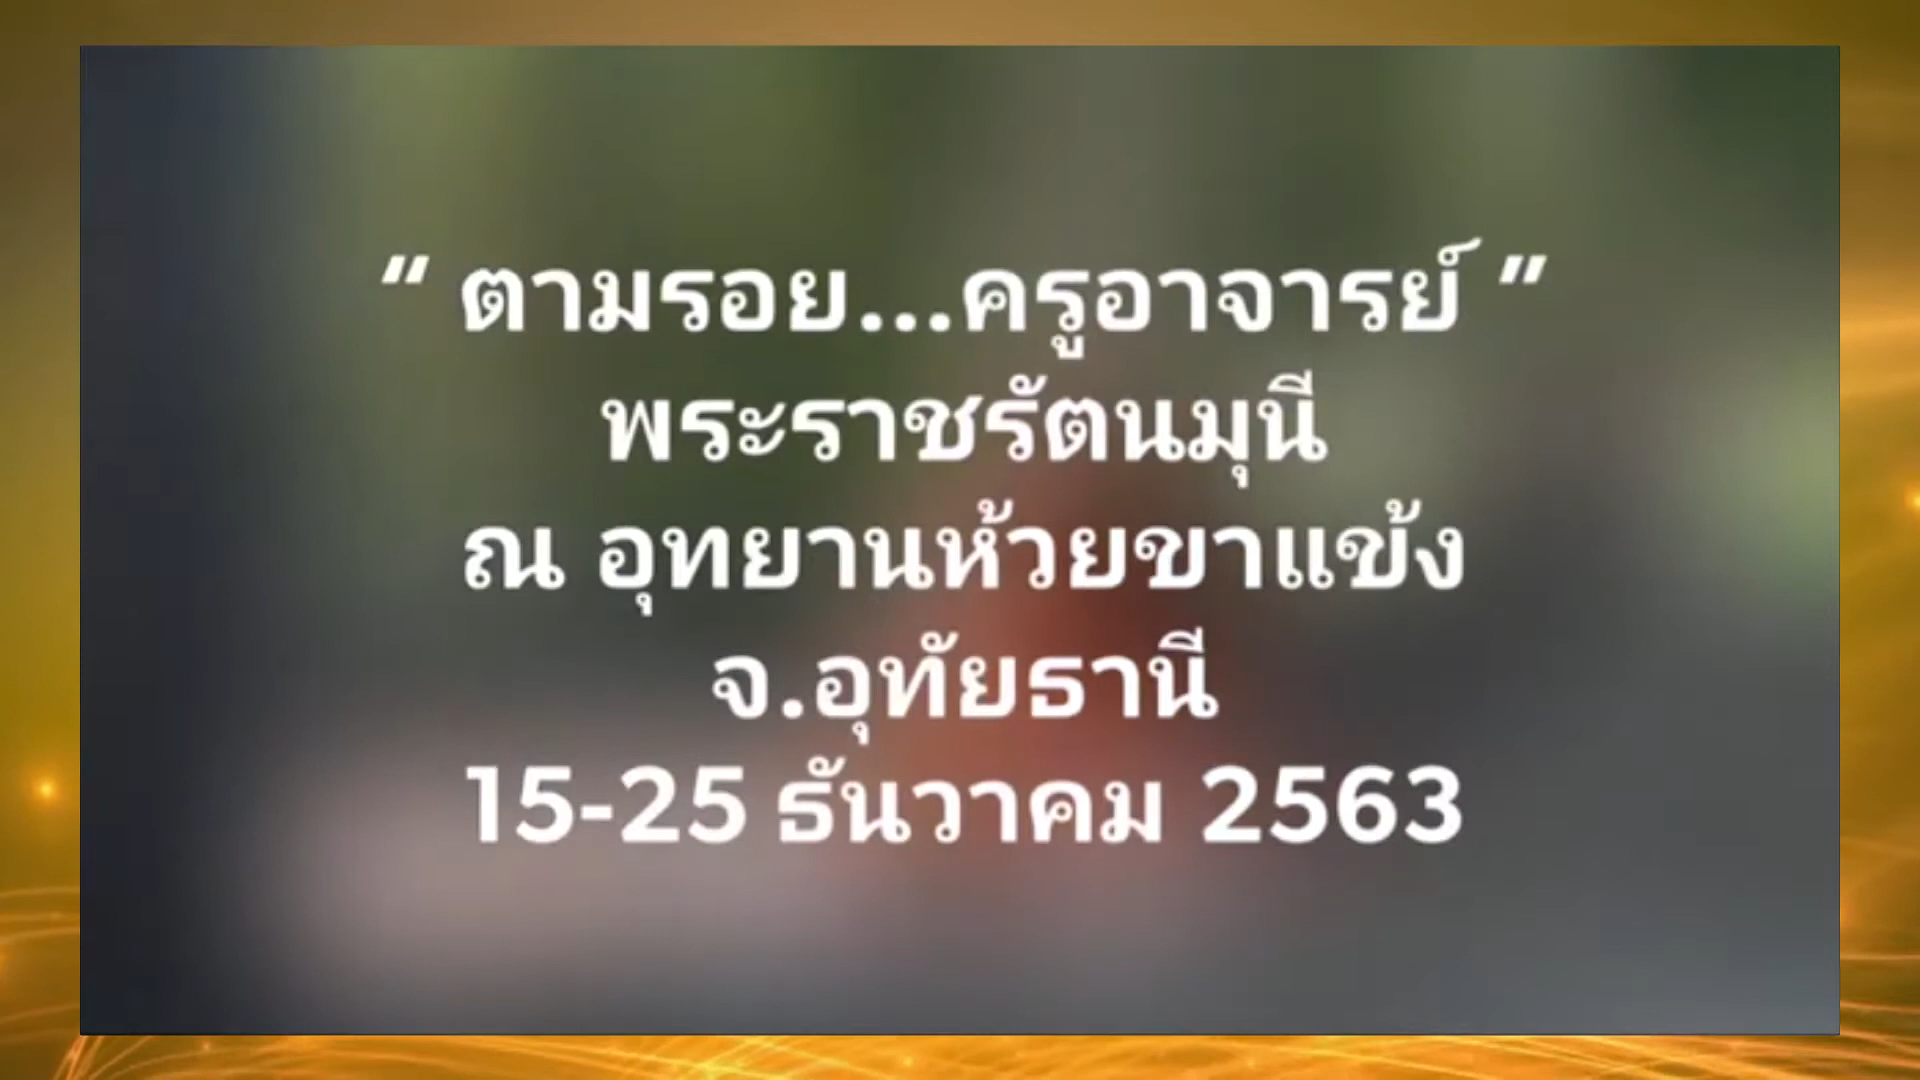 “ ตามรอย...ครูอาจารย์ ”
พระราชรัตนมุนี
ณ อุทยานห้วยขาแข้ง
จ.อุทัยธานี
15-25 ธันวาคม 2563